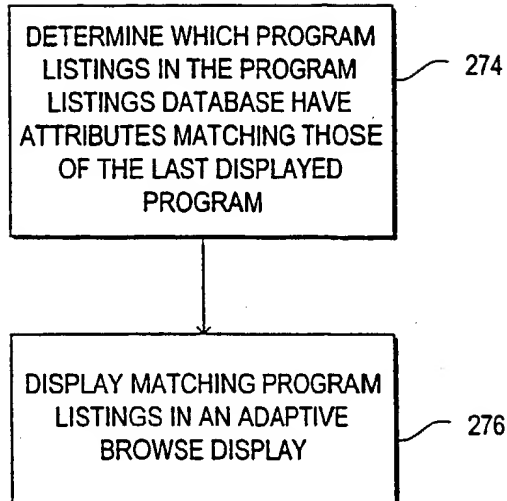 DETERMINE WHICH PROGRAM
LISTINGS IN THE PROGRAM
LISTINGS DATABASE HAVE
ATTRIBUTES MATCHING THOSE
OF THE LAST DISPLAYED
PROGRAM
274
DISPLAY MATCHING PROGRAM
LISTINGS IN AN ADAPTIVE
BROWSE DISPLAY
276